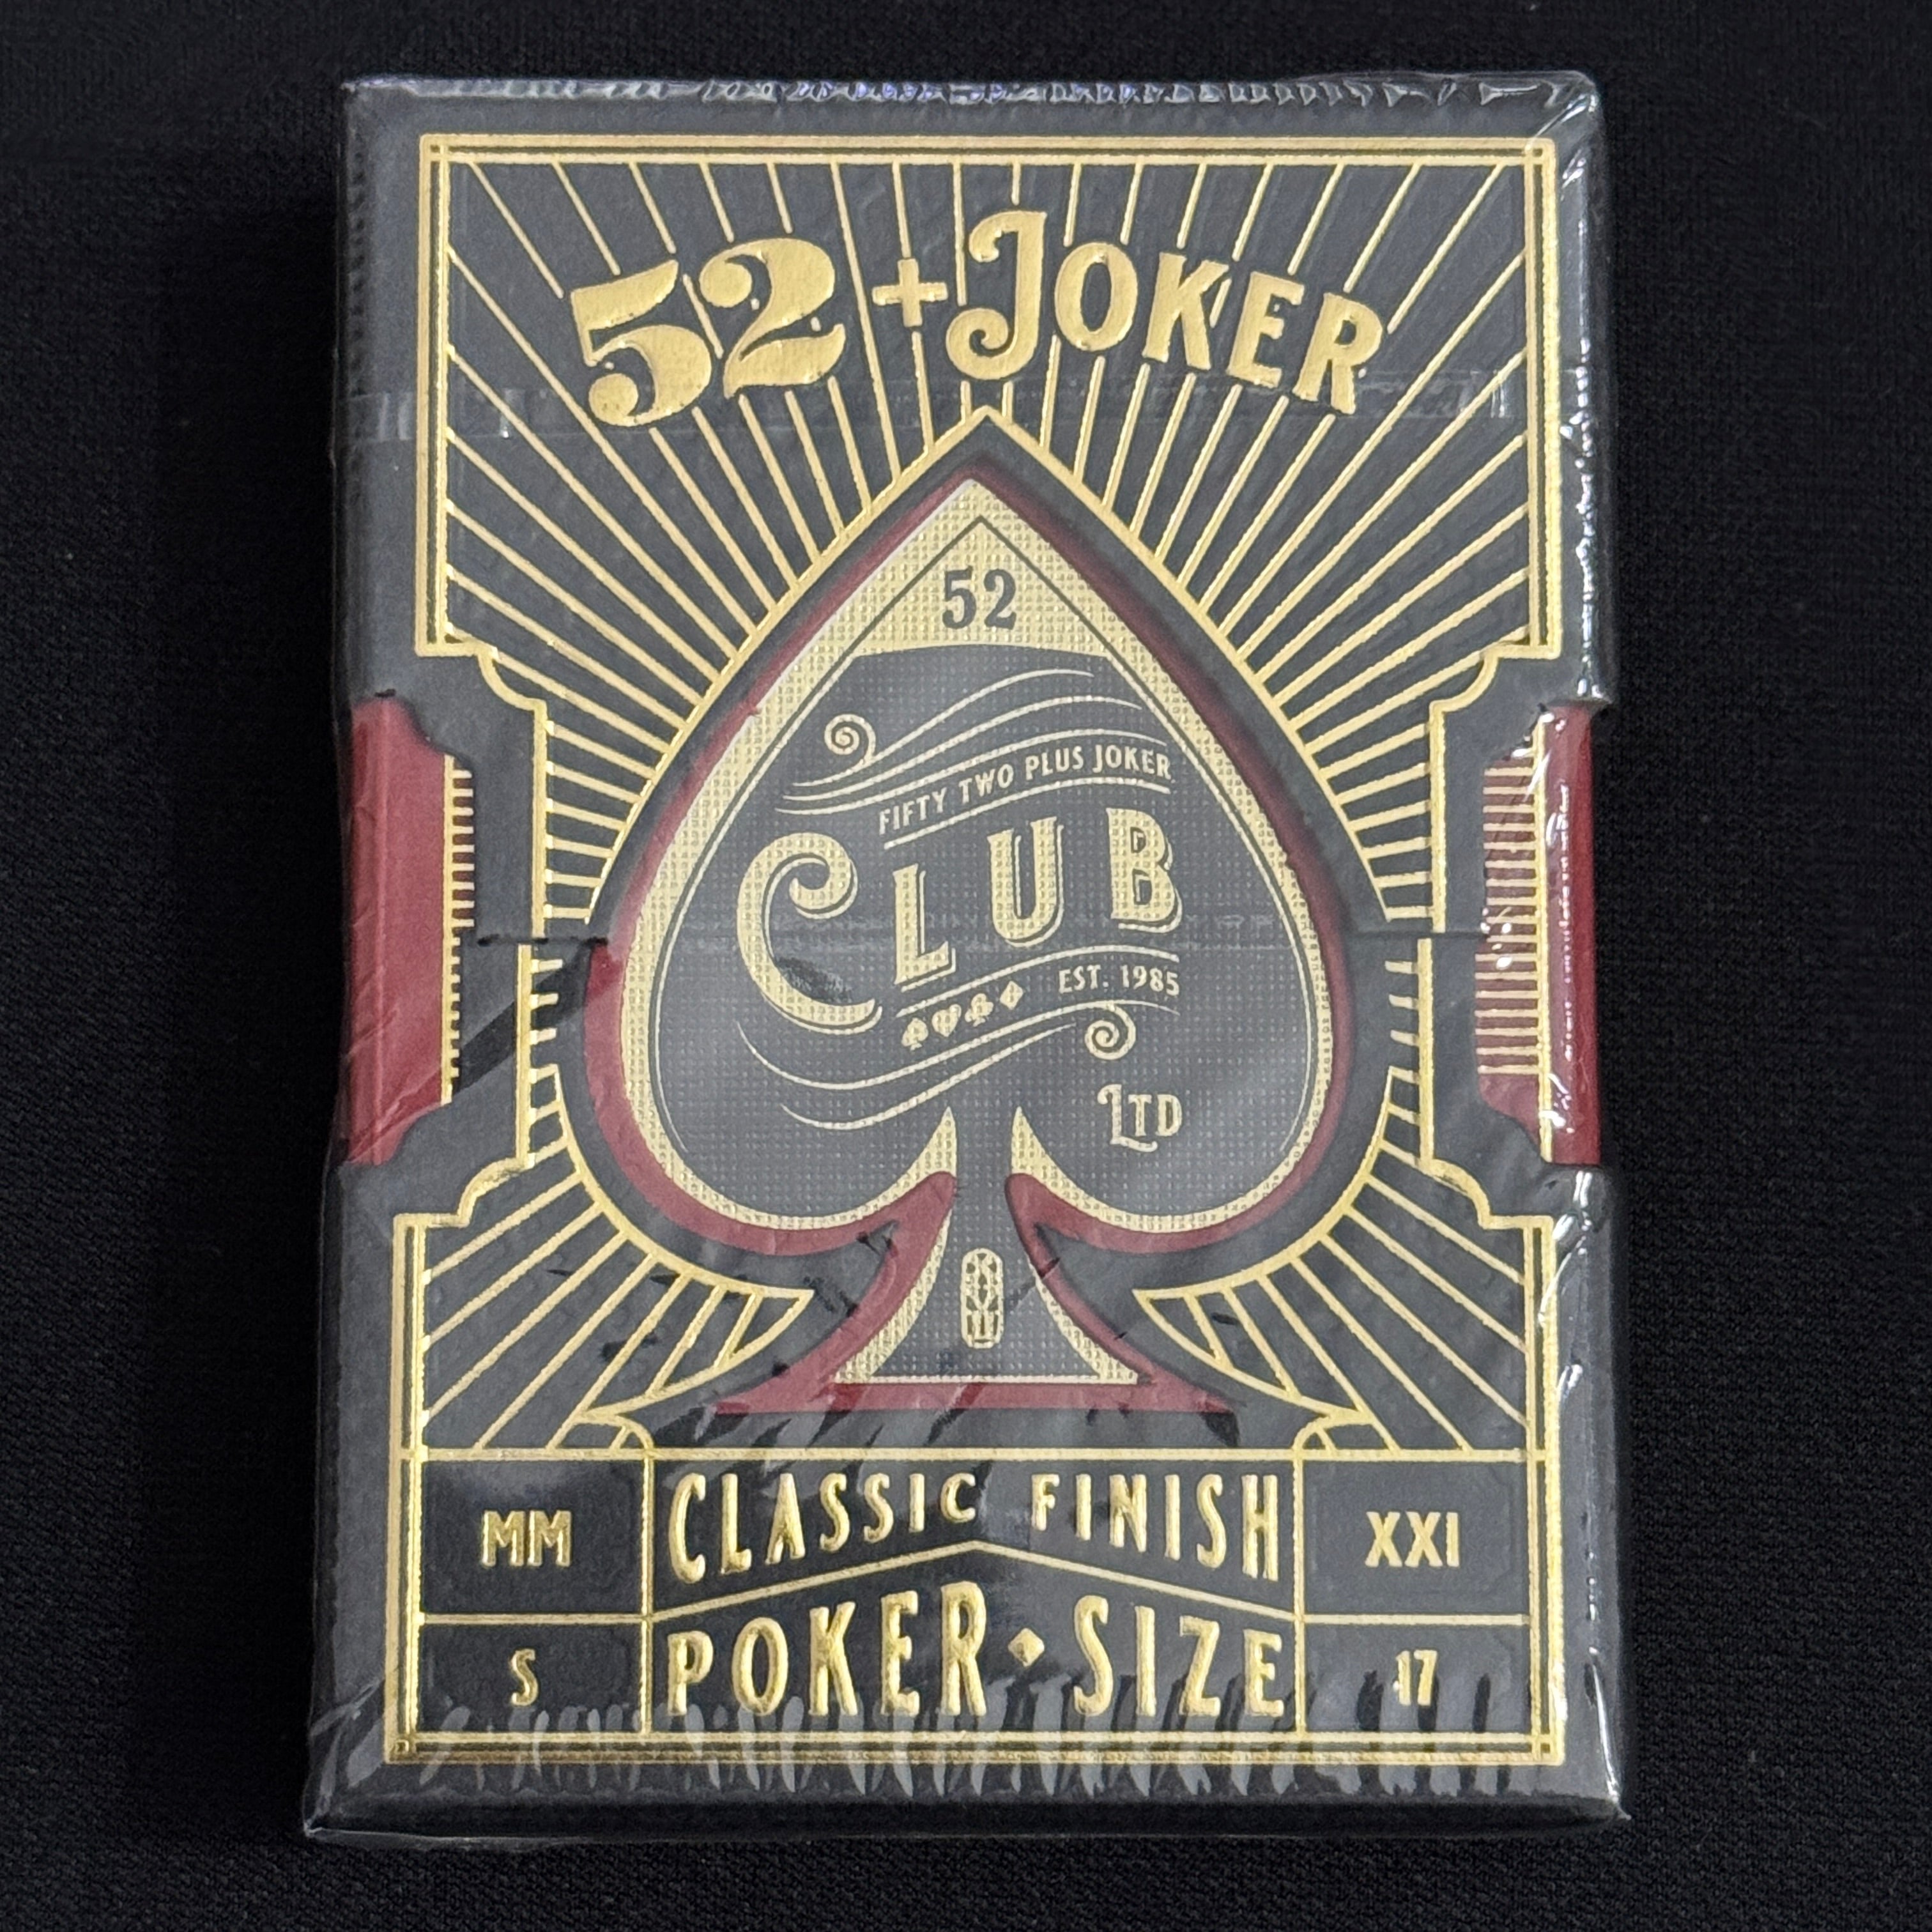 52 + JOKER
52
FIFTY TWO PLUS JOKER
CLUB
EST. 1985
LTD
MM
CLASSIC FINISH
XXI
S
POKER ♦ SIZE
17